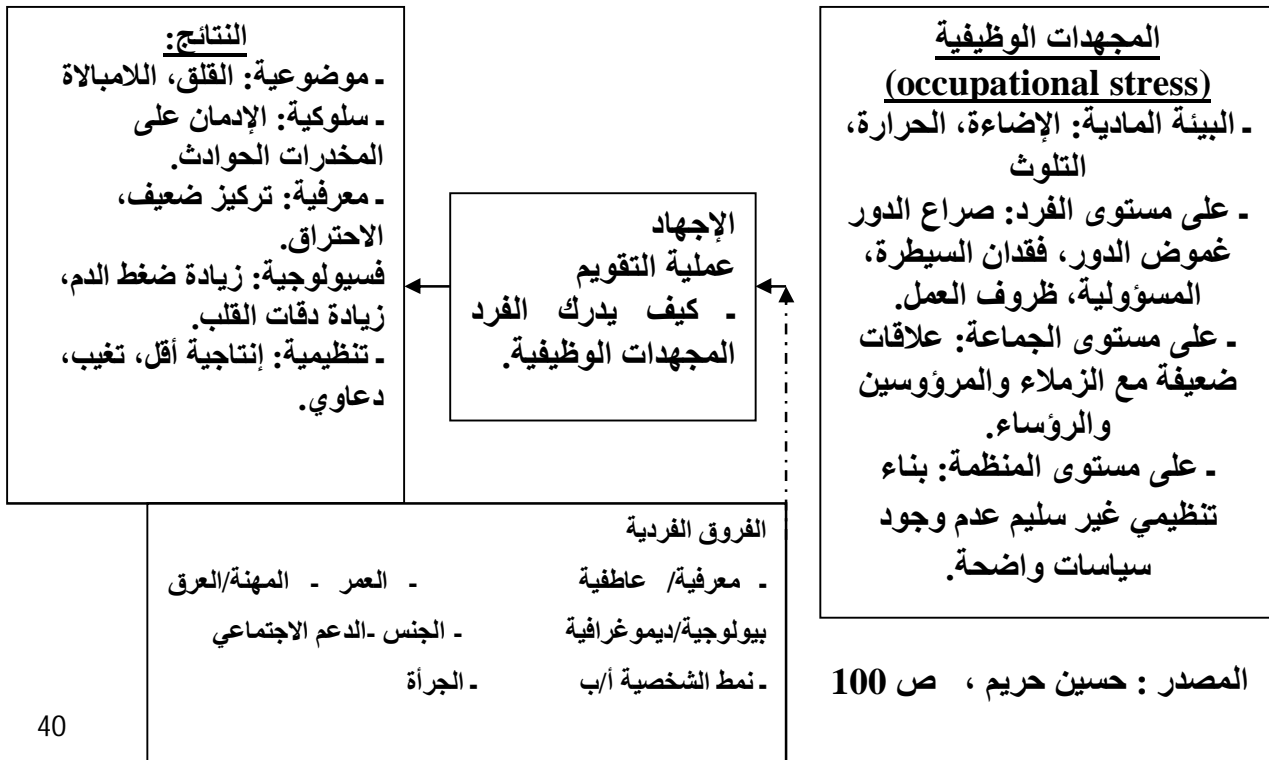 المجهدات الوظيفية
(occupational stress)
ـ البيئة المادية: الإضاءة، الحرارة،
التلوث
ـ على مستوى الفرد: صراع الدور
غموض الدور، فقدان السيطرة،
المسؤولية، ظروف العمل.
ـ على مستوى الجماعة: علاقات
ضعيفة مع الزملاء والمرؤوسين
والرؤساء.
ـ على مستوى المنظمة: بناء
تنظيمي غير سليم عدم وجود
سياسات واضحة.
الإجهاد
عملية التقويم
ـ كيف يدرك الفرد
المجهدات الوظيفية.
النتائج:
ـ موضوعية: القلق، اللامبالاة
ـ سلوكية: الإدمان على
المخدرات الحوادث.
ـ معرفية: تركيز ضعيف،
الاحتراق.
فسيولوجية: زيادة ضغط الدم،
زيادة دقات القلب.
ـ تنظيمية: إنتاجية أقل، تغيب،
دعاوي.
الفروق الفردية
ـ معرفية/ عاطفية ـ العمر ـ المهنة/العرق
بيولوجية/ديموغرافية ـ الجنس ـالدعم الاجتماعي
ـ نمط الشخصية أ/ب ـ الجرأة
المصدر : حسين حريم ، ص 100
40